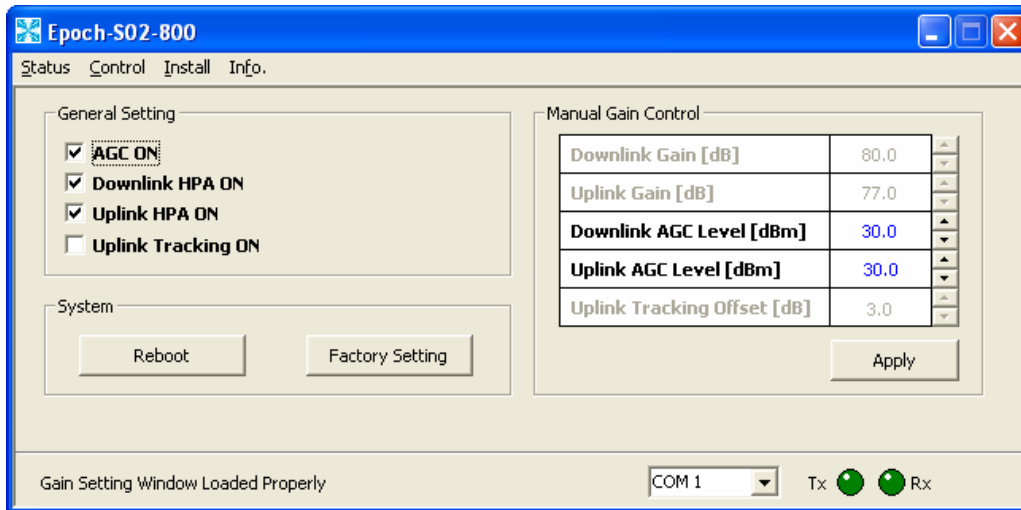 Epoch-S02-800
Status Control Install Info.
General Setting
AGC ON
Downlink HPA ON
Uplink HPA ON
Uplink Tracking ON
System
Reboot Factory Setting
Manual Gain Control
Downlink Gain [dB] 80.0
Uplink Gain [dB] 77.0
Downlink AGC Level [dBm] 30.0
Uplink AGC Level [dBm] 30.0
Uplink Tracking Offset [dB] 3.0
Apply
Gain Setting Window Loaded Properly
COM 1 Tx Rx